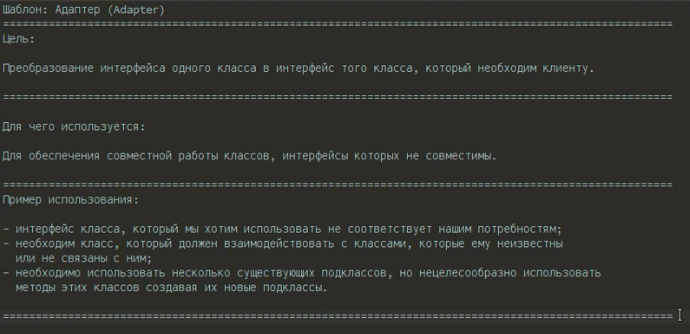 Шаблон: Адаптер (Adapter)
======================================================================================================
Цель:
Преобразование интерфейса одного класса в интерфейс того класса, который необходим клиенту.
======================================================================================================
Для чего используется:
Для обеспечения совместной работы классов, интерфейсы которых не совместимы.
======================================================================================================
Пример использования:
- интерфейс класса, который мы хотим использовать не соответствует нашим потребностям;
- необходим класс, который должен взаимодействовать с классами, которые ему неизвестны
или не связаны с ним;
- необходимо использовать несколько существующих подклассов, но нецелесообразно использовать
методы этих классов создавая их новые подклассы.
======================================================================================================